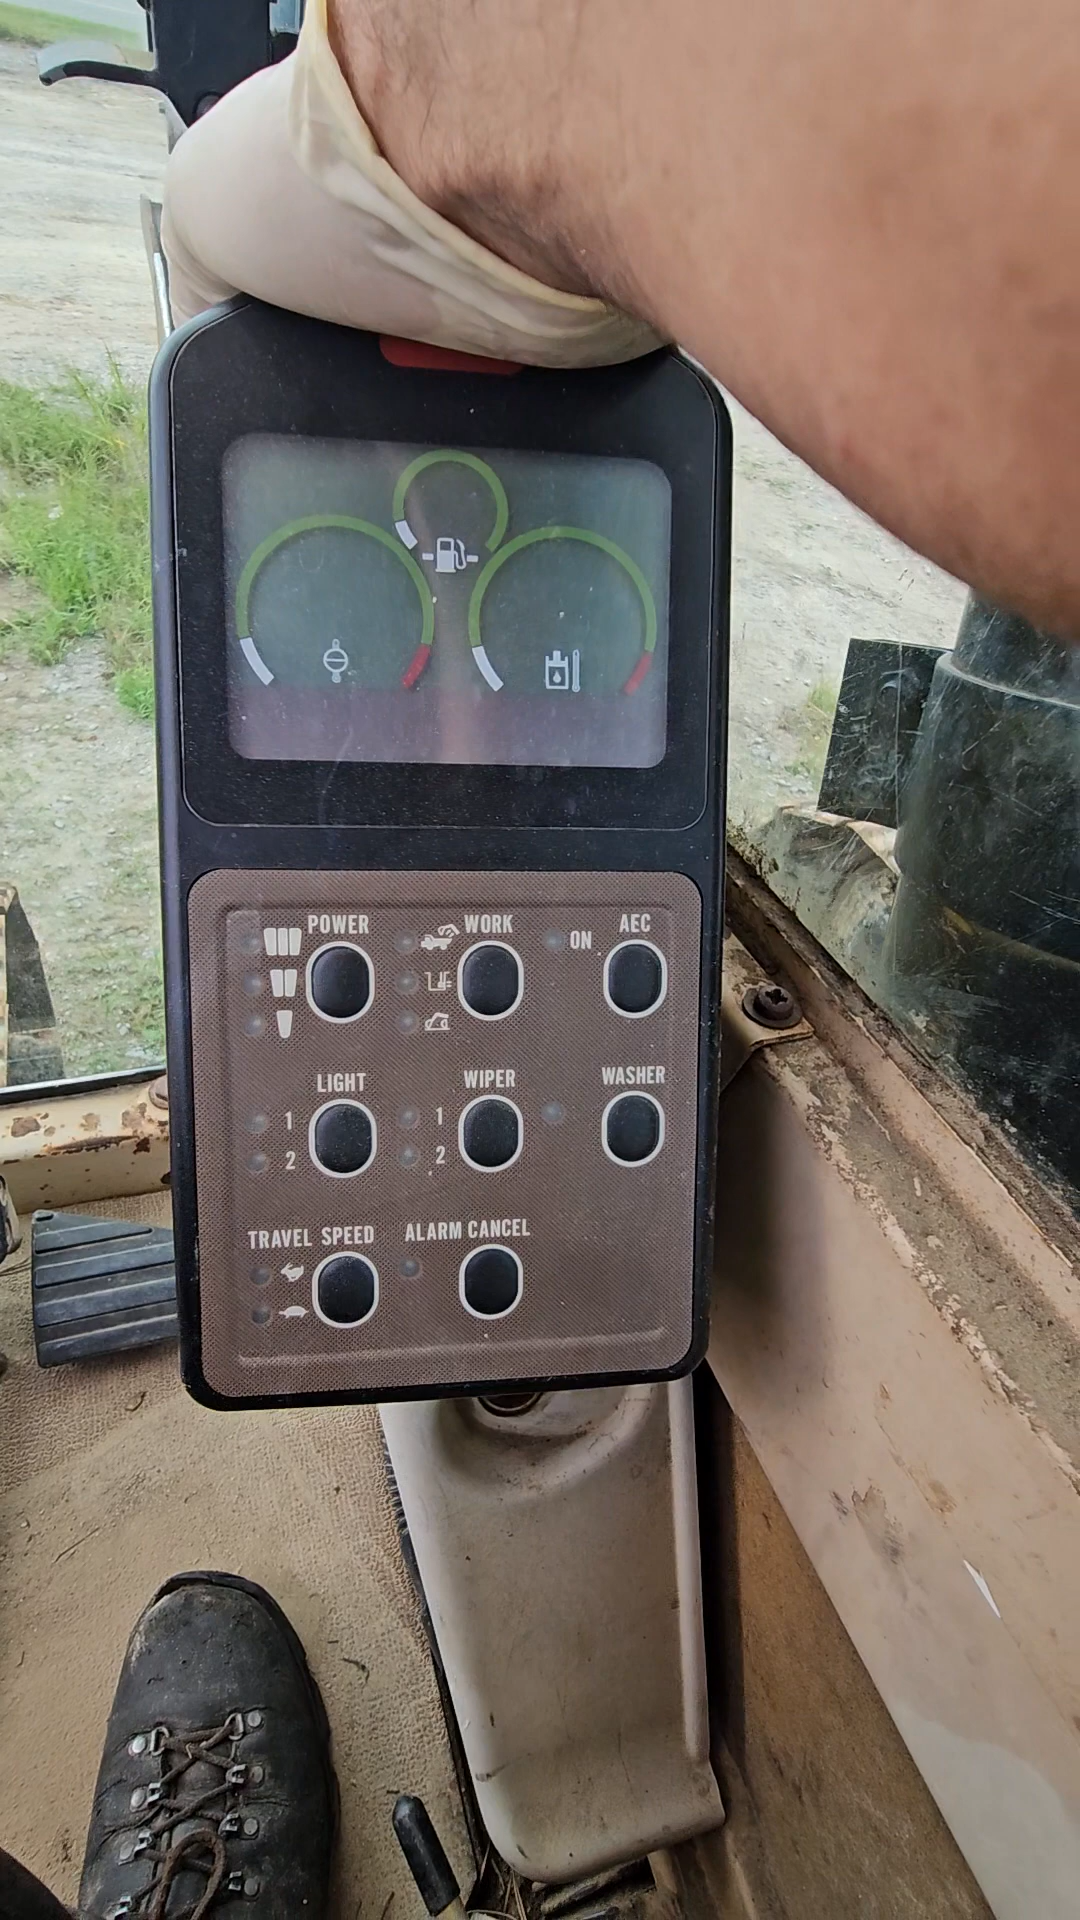 POWER WORK AEC
ON
LIGHT WIPER WASHER
1 1
2 2
TRAVEL SPEED ALARM CANCEL